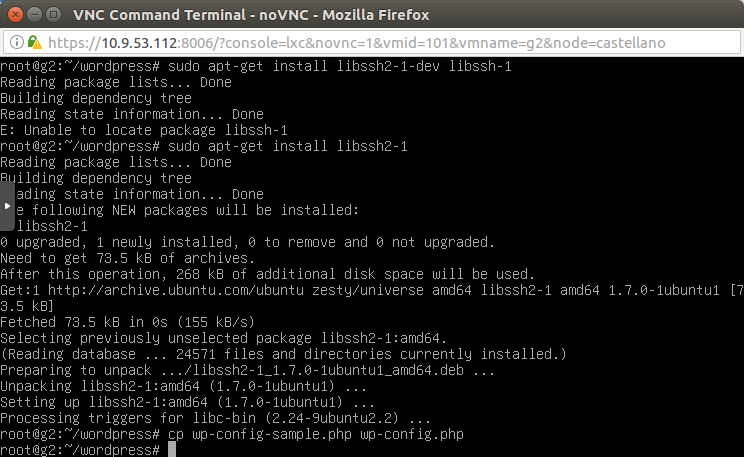 VNC Command Terminal - noVNC - Mozilla Firefox
https://10.9.53.112:8006/?console=lxc&novnc=1&vmid=101&vmname=g2&node=castellano
root@g2:~/wordpress# sudo apt-get install libssh2-1-dev libssh-1
Reading package lists... Done
Building dependency tree
Reading state information... Done
E: Unable to locate package libssh-1
root@g2:~/wordpress# sudo apt-get install libssh2-1
Reading package lists... Done
Building dependency tree
ading state information... Done
e following NEW packages will be installed:
libssh2-1
0 upgraded, 1 newly installed, 0 to remove and 0 not upgraded.
Need to get 73.5 kB of archives.
After this operation, 268 kB of additional disk space will be used.
Get:1 http://archive.ubuntu.com/ubuntu zesty/universe amd64 libssh2-1 amd64 1.7.0-1ubuntu1 [7
3.5 kB]
Fetched 73.5 kB in 0s (155 kB/s)
Selecting previously unselected package libssh2-1:amd64.
(Reading database ... 24571 files and directories currently installed.)
Preparing to unpack .../libssh2-1_1.7.0-1ubuntu1_amd64.deb ...
Unpacking libssh2-1:amd64 (1.7.0-1ubuntu1) ...
Setting up libssh2-1:amd64 (1.7.0-1ubuntu1) ...
Processing triggers for libc-bin (2.24-9ubuntu2.2) ...
root@g2:~/wordpress# cp wp-config-sample.php wp-config.php
root@g2:~/wordpress#